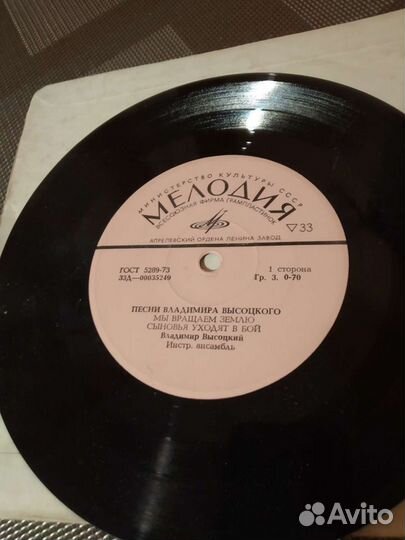 МИНИСТЕРСТВО КУЛЬТУРЫ СССР
МЕЛОДИЯ
ВСЕСОЮЗНАЯ ФИРМА ГРАМПЛАСТИНОК
33
АПРЕЛЕВСКИЙ ОРДЕНА ЛЕНИНА ЗАВОД
ГОСТ 5289-73
33Д—00035249
1 сторона
Гр. 3. 0-70
ПЕСНИ ВЛАДИМИРА ВЫСОЦКОГО
МЫ ВРАЩАЕМ ЗЕМЛЮ
СЫНОВЬЯ УХОДЯТ В БОЙ
Владимир Высоцкий
Инстр. ансамбль
Avito